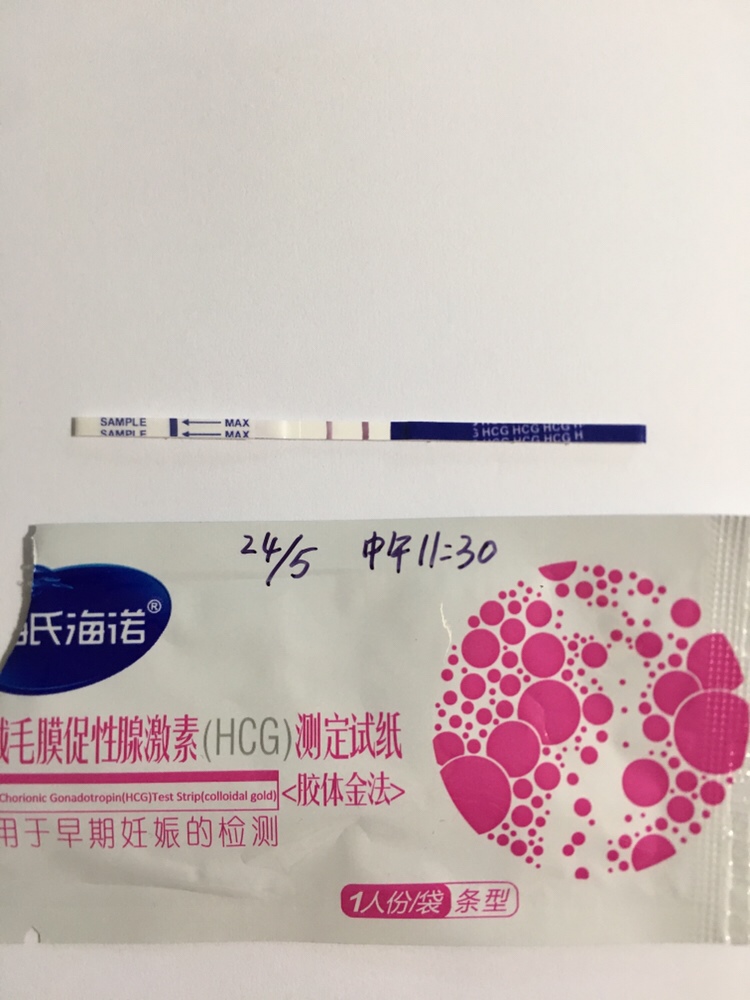 SAMPLE MAX
SAMPLE MAX
HCG HCG HCG H
HCG HCG HCG H
24/5 中午11:30
氏海诺®
毛膜促性腺激素(HCG)测定试纸
Chorionic Gonadotropin(HCG)Test Strip(colloidal gold)
<胶体金法>
用于早期妊娠的检测
1人份/袋 条型